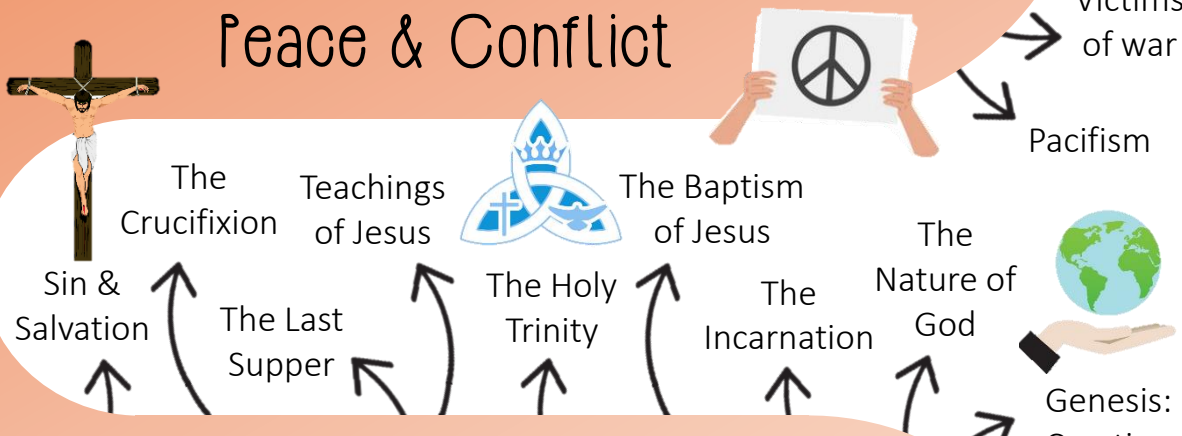 Peace & Conflict
Victims
of war
Pacifism
The
Crucifixion
Teachings
of Jesus
The Baptism
of Jesus
The
Nature of
God
Sin &
Salvation
The Last
Supper
The Holy
Trinity
The
Incarnation
Genesis: